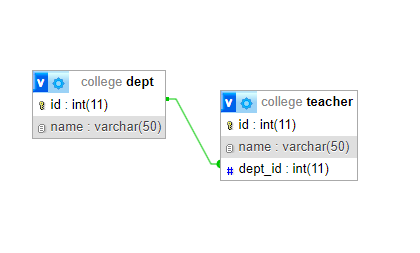 v college dept
id : int(11)
name : varchar(50)
v college teacher
id : int(11)
name : varchar(50)
# dept_id : int(11)